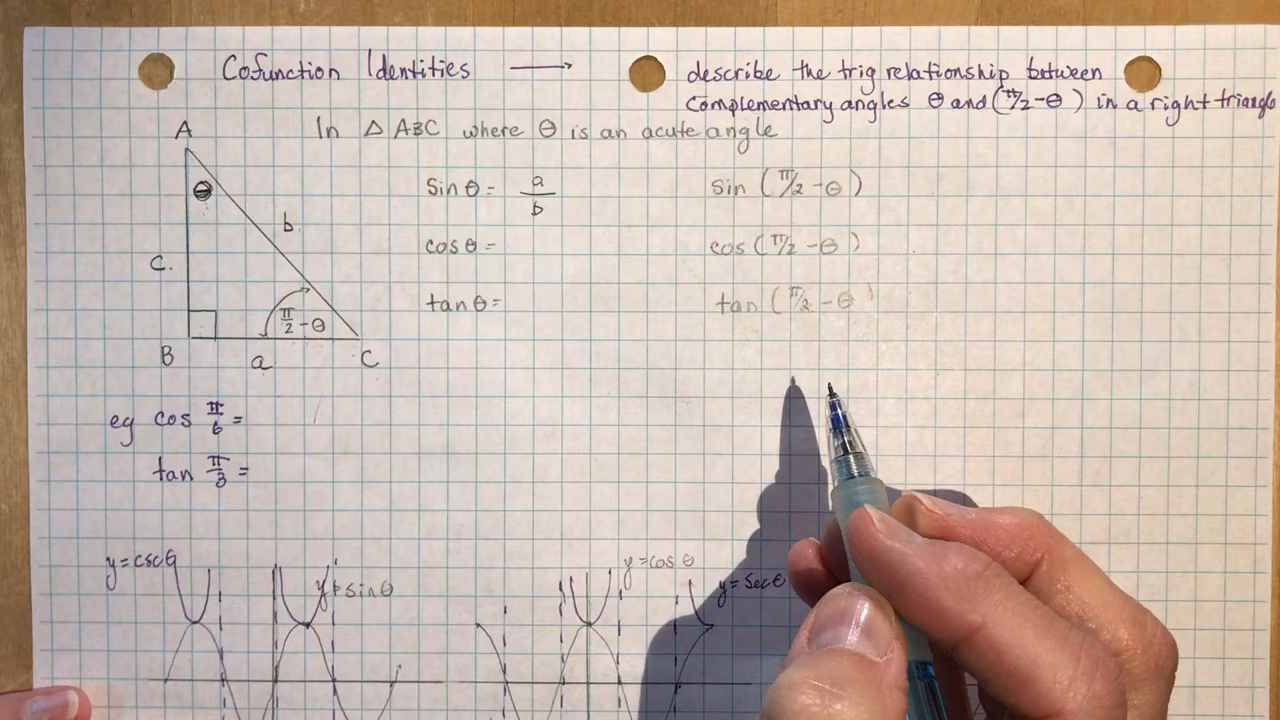 Cofunction Identities → describe the trig relationship between
complementary angles θ and (π/2 - θ) in a right triangle
In △ ABC where θ is an acute angle
A
θ
b
c.
π/2 - θ
B a C
sin θ = a/b sin (π/2 - θ)
cos θ = cos (π/2 - θ)
tan θ = tan (π/2 - θ)
eg cos π/6 =
tan π/3 =
y = csc θ y = sin θ y = cos θ y = sec θ